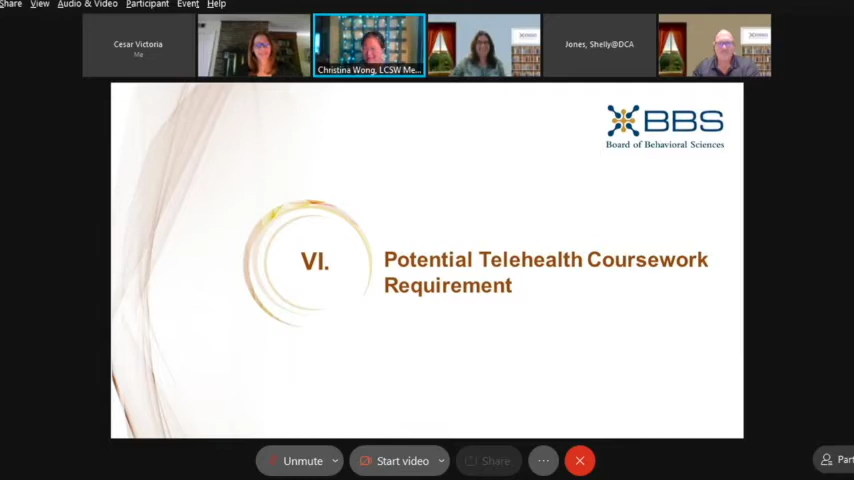 Share View Audio & Video Participant Event Help
Cesar Victoria
Me
Christina Wong, LCSW Me...
Jones, Shelly@DCA
BBS
Board of Behavioral Sciences
VI.
Potential Telehealth Coursework
Requirement
Unmute
Start video
Share
Part